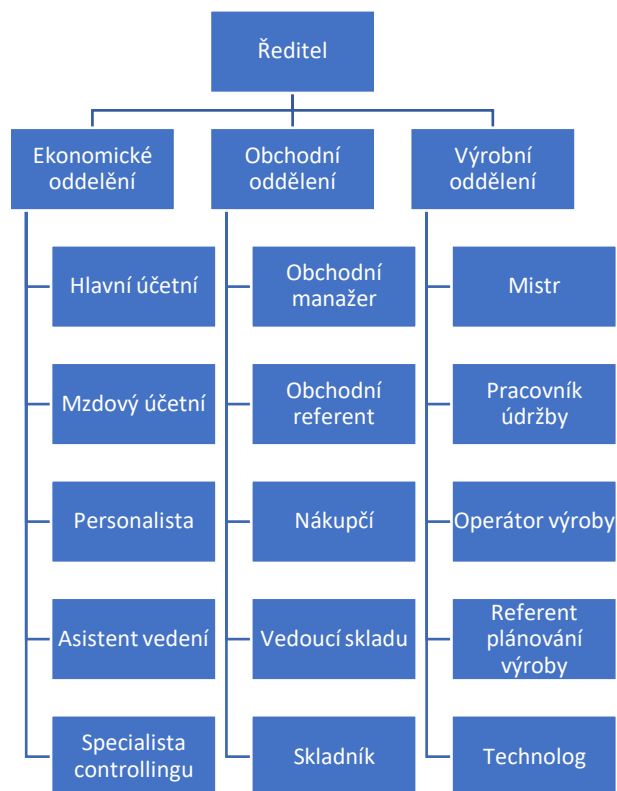 Ředitel
Ekonomické
oddelění
Obchodní
oddělení
Výrobní
oddělení
Hlavní účetní
Mzdový účetní
Personalista
Asistent vedení
Specialista
controllingu
Obchodní
manažer
Obchodní
referent
Nákupčí
Vedoucí skladu
Skladník
Mistr
Pracovník
údržby
Operátor výroby
Referent
plánování
výroby
Technolog